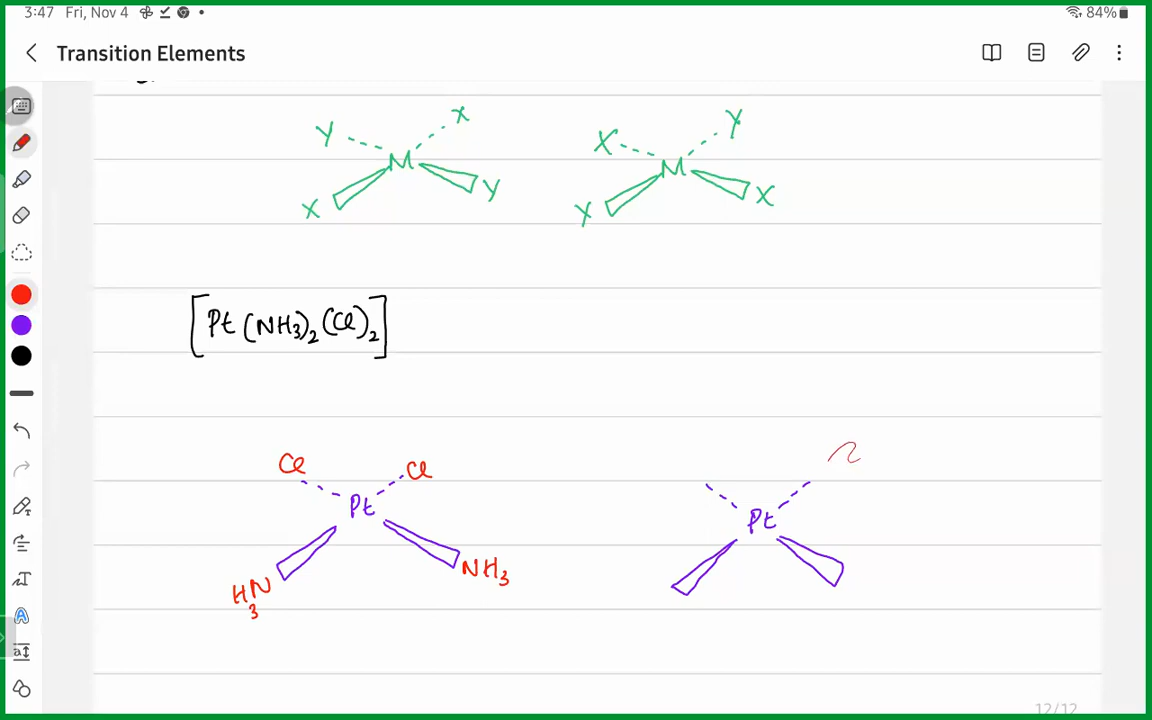 3:47 Fri, Nov 4 84%
Transition Elements
Y X X Y
M M
X Y X X
[Pt (NH3)2 (Cl)2]
Cl Cl
Pt Pt
H3N NH3
12/12